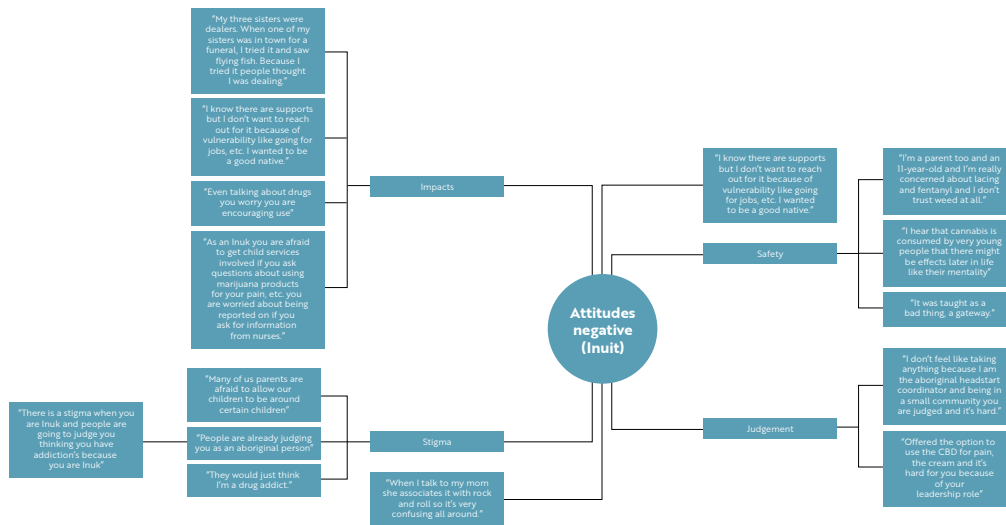 “My three sisters were
dealers. When one of my
sisters was in town for a
funeral, I tried it and saw
flying fish. Because I
tried it people thought
I was dealing.”
“I know there are supports
but I don’t want to reach
out for it because of
vulnerability like going for
jobs, etc. I wanted to be
a good native.”
“Even talking about drugs
you worry you are
encouraging use”
“As an Inuk you are afraid
to get child services
involved if you ask
questions about using
marijuana products
for your pain, etc. you
are worried about being
reported on if you
ask for information
from nurses.”
Impacts
“Many of us parents are
afraid to allow our
children to be around
certain children”
“There is a stigma when you
are Inuk and people are
going to judge you
thinking you have
addiction’s because
you are Inuk”
“People are already judging
you as an aboriginal person”
“They would just think
I’m a drug addict.”
Stigma
“When I talk to my mom
she associates it with rock
and roll so it’s very
confusing all around.”
Attitudes
negative
(Inuit)
“I know there are supports
but I don’t want to reach
out for it because of
vulnerability like going
for jobs, etc. I wanted
to be a good native.”
Safety
“I’m a parent too and an
11-year-old and I’m really
concerned about lacing
and fentanyl and I don’t
trust weed at all.”
“I hear that cannabis is
consumed by very young
people that there might
be effects later in life
like their mentality”
“It was taught as a
bad thing, a gateway.”
Judgement
“I don’t feel like taking
anything because I am
the aboriginal headstart
coordinator and being in
a small community you
are judged and it’s hard.”
“Offered the option to
use the CBD for pain,
the cream and it’s
hard for you because
of your
leadership role”